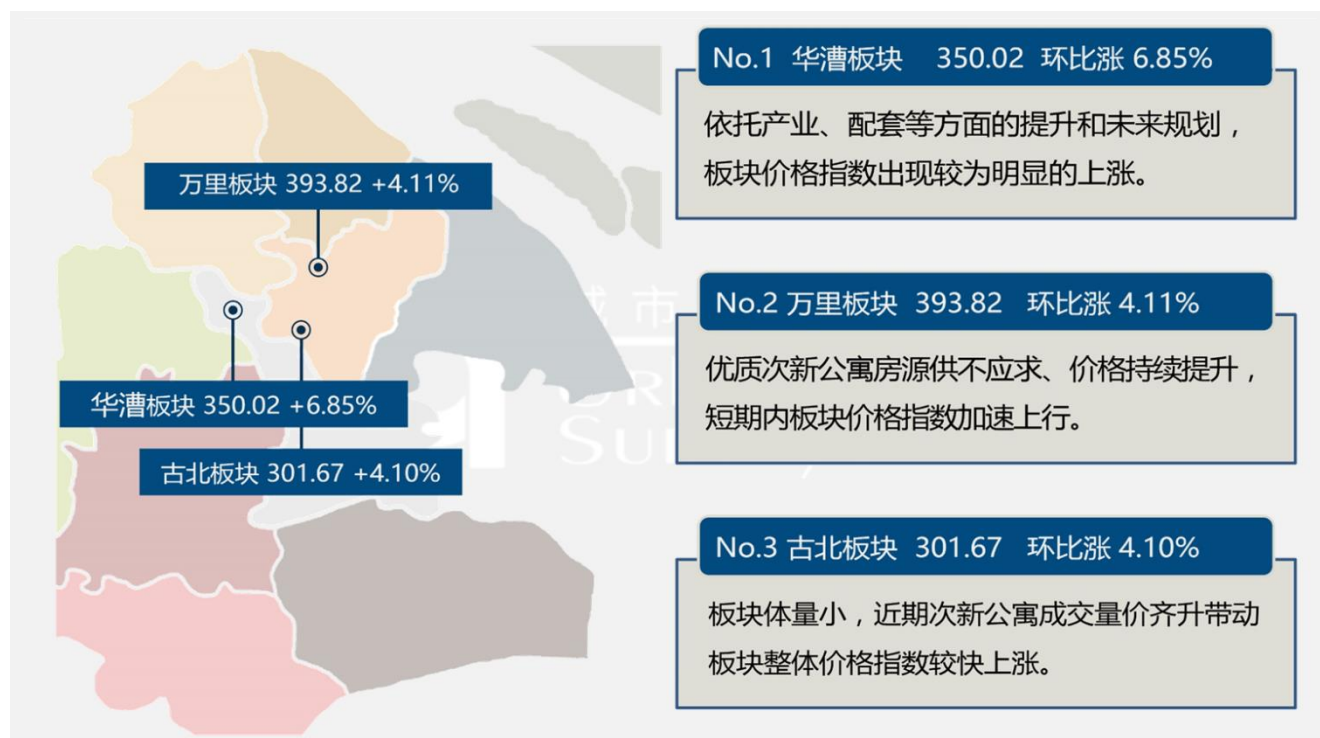 万里板块 393.82 +4.11%
华漕板块 350.02 +6.85%
古北板块 301.67 +4.10%
No.1 华漕板块 350.02 环比涨 6.85%
依托产业、配套等方面的提升和未来规划，
板块价格指数出现较为明显的上涨。
No.2 万里板块 393.82 环比涨 4.11%
优质次新公寓房源供不应求、价格持续提升，
短期内板块价格指数加速上行。
No.3 古北板块 301.67 环比涨 4.10%
板块体量小，近期次新公寓成交量价齐升带动
板块整体价格指数较快上涨。